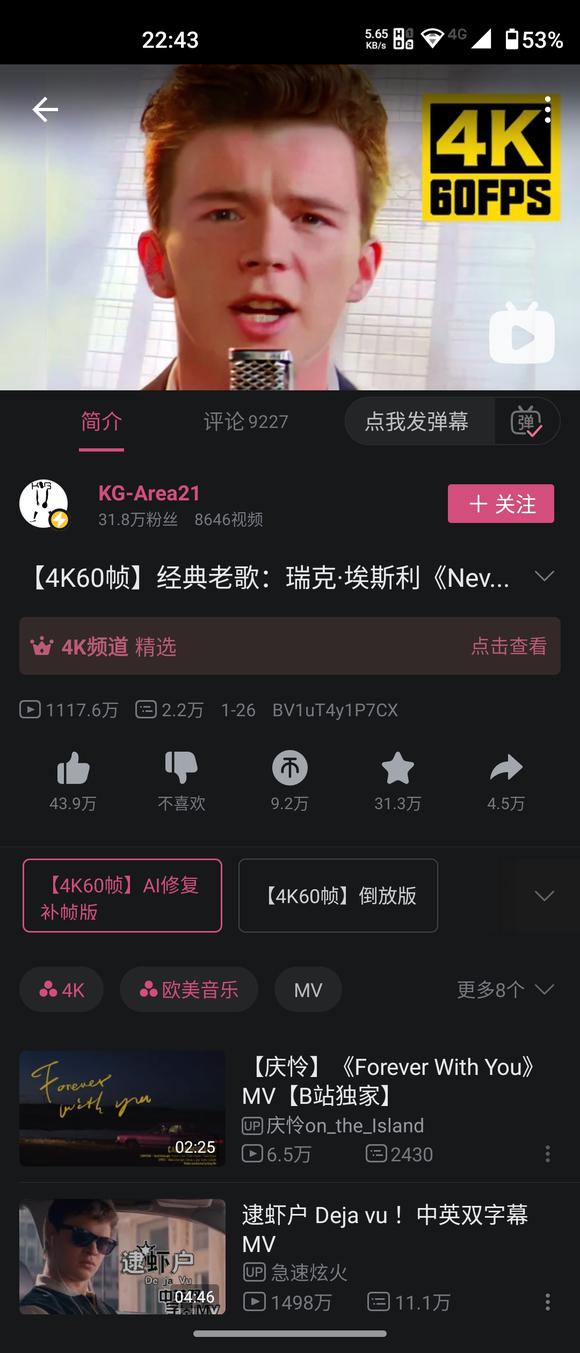 22:43
5.65
KB/s
4G
53%
4K
60FPS
简介
评论 9227
点我发弹幕
弹
KG-Area21
31.8万粉丝 8646视频
关注
【4K60帧】经典老歌：瑞克·埃斯利《Nev...
4K频道 精选
点击查看
1117.6万 2.2万 1-26 BV1uT4y1P7CX
43.9万 不喜欢 9.2万 31.3万 4.5万
【4K60帧】AI修复
补帧版
【4K60帧】倒放版
4K
欧美音乐
MV
更多8个
Forever
with you
02:25
【庆怜】《Forever With You》
MV【B站独家】
UP 庆怜on_the_Island
6.5万 2430
逮虾户
De ja Vu
04:46
逮虾户 Deja vu ！中英双字幕
MV
UP 急速炫火
1498万 11.1万